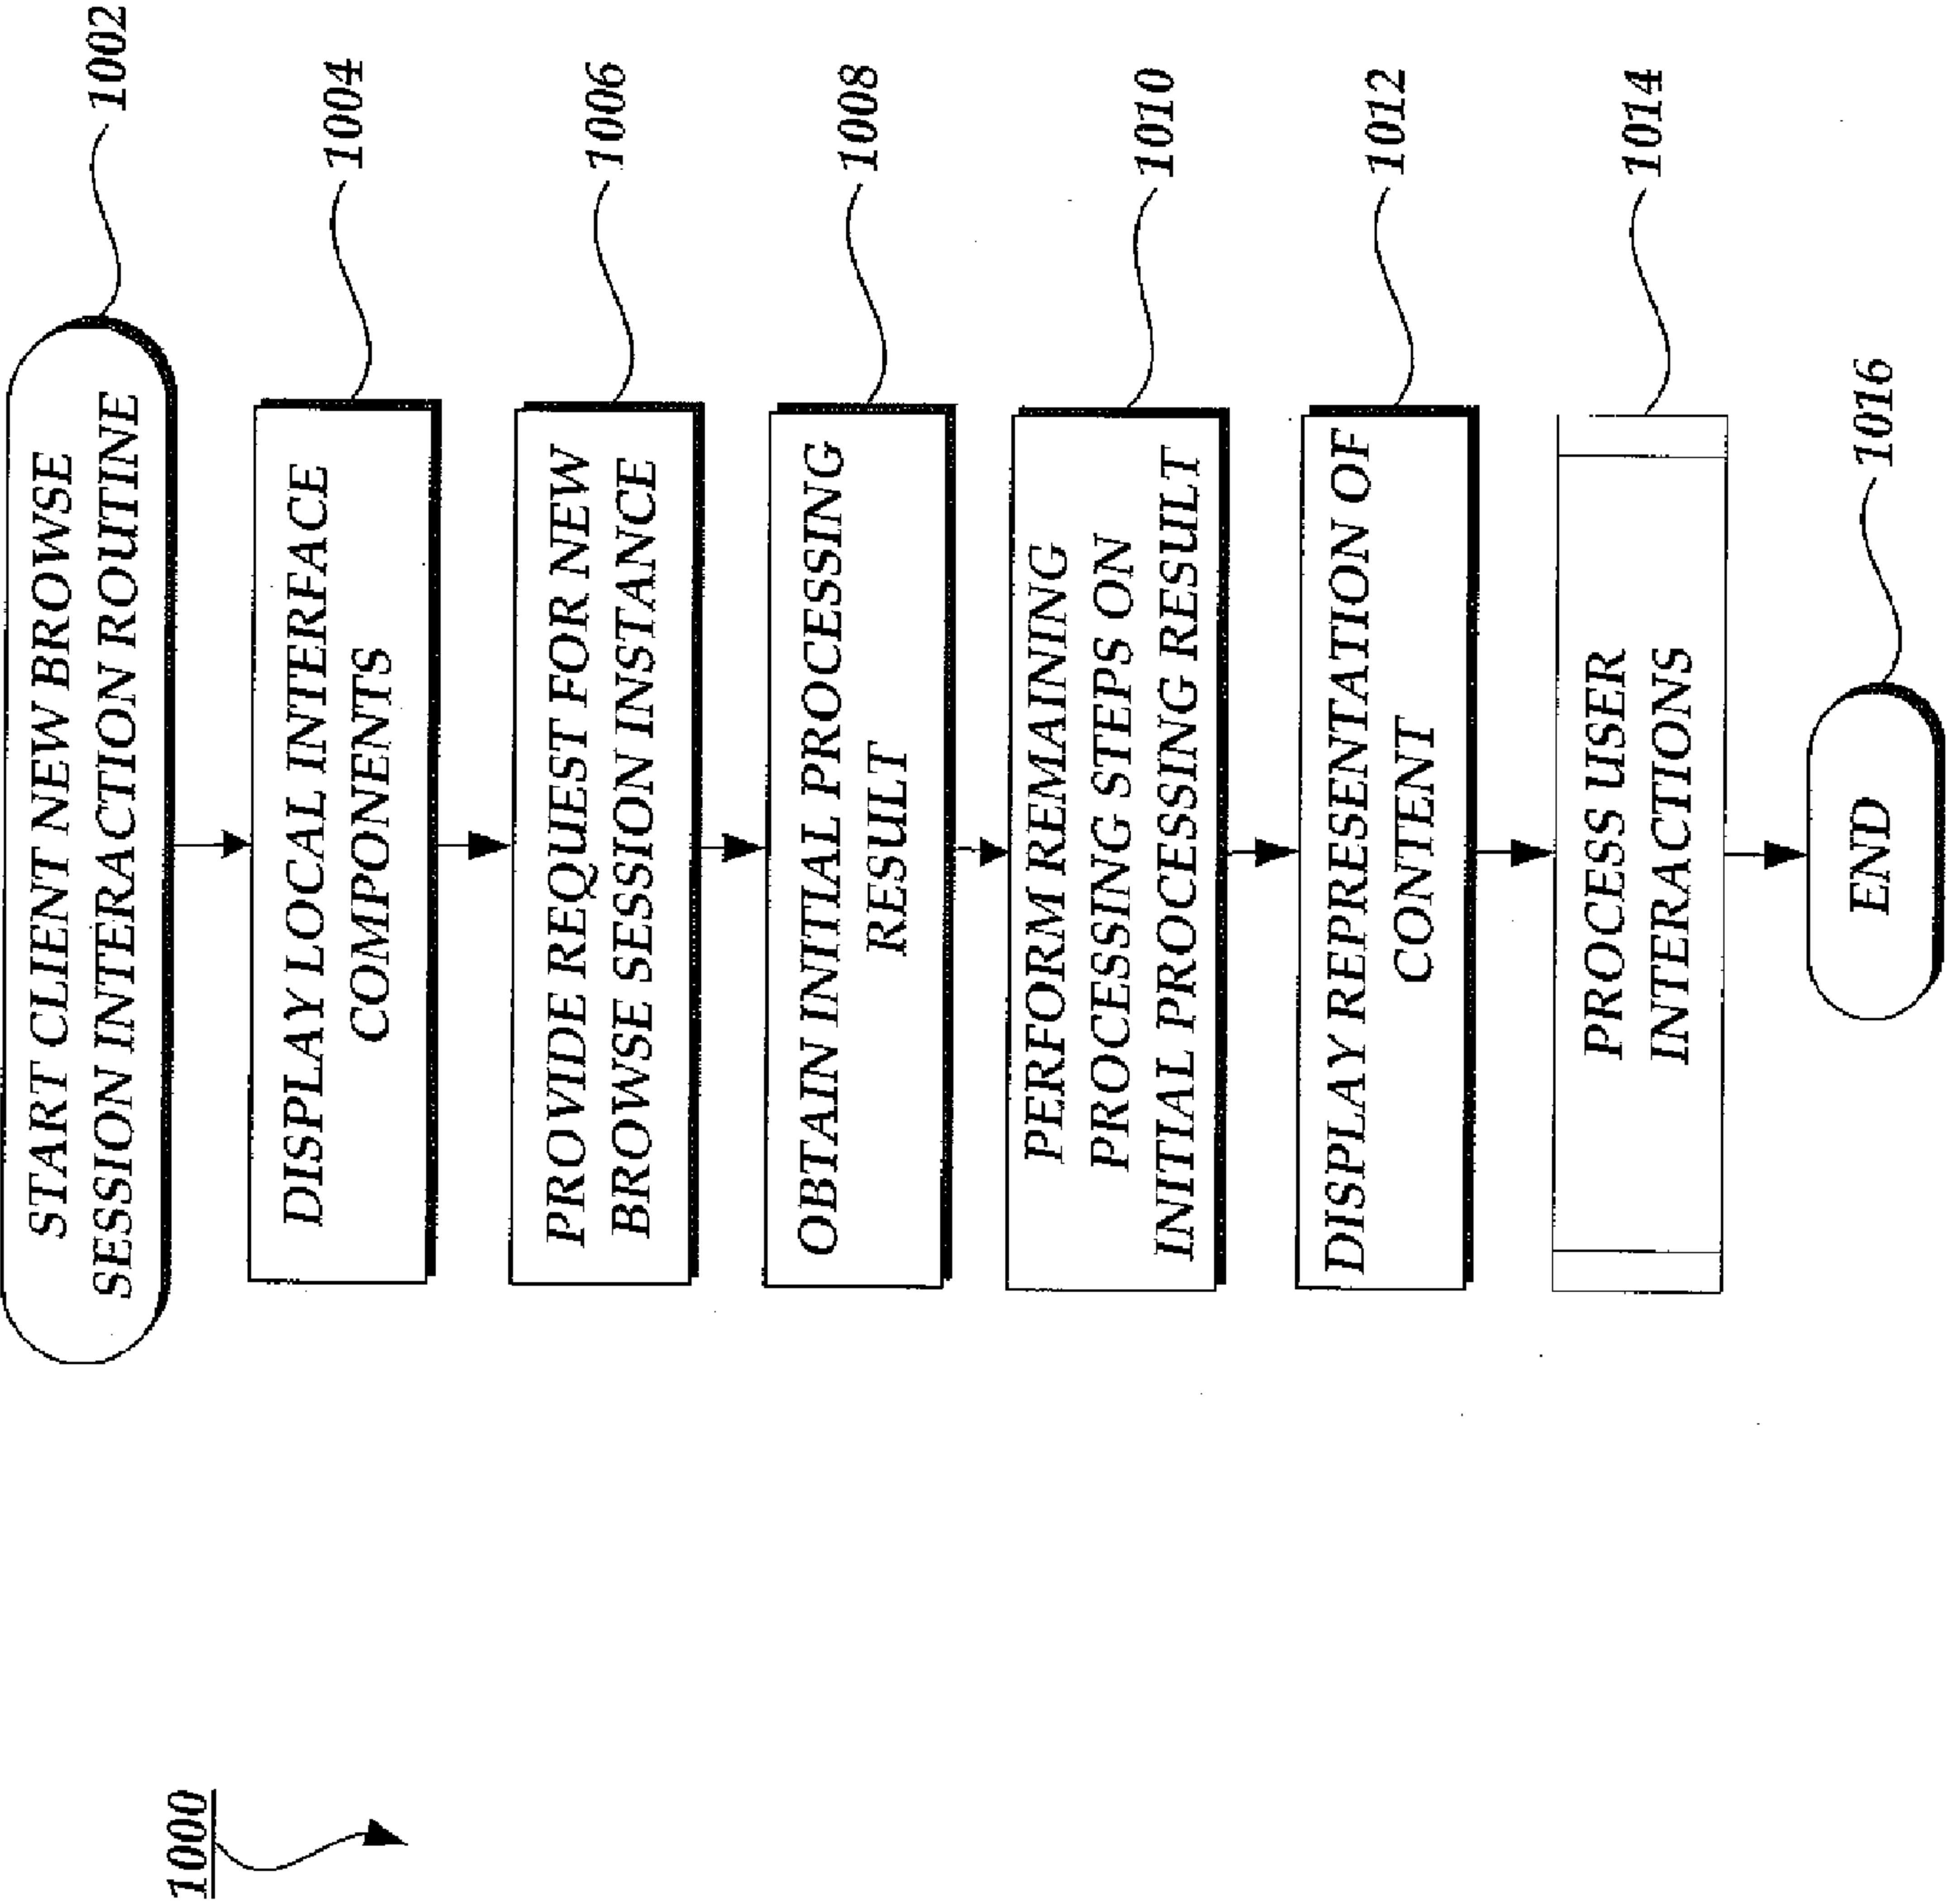 1000
START CLIENT NEW BROWSE
SESSION INTERACTION ROUTINE
1002
DISPLAY LOCAL INTERFACE
COMPONENTS
1004
PROVIDE REQUEST FOR NEW
BROWSE SESSION INSTANCE
1006
OBTAIN INITIAL PROCESSING
RESULT
1008
PERFORM REMAINING
PROCESSING STEPS ON
INITIAL PROCESSING RESULT
1010
DISPLAY REPRESENTATION OF
CONTENT
1012
PROCESS USER
INTERACTIONS
1014
END
1016